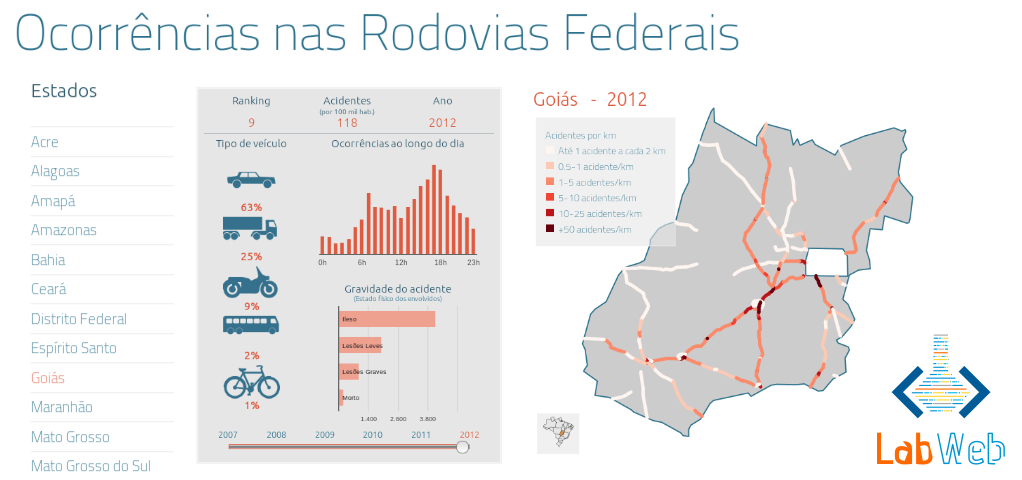 Ocorrências nas Rodovias Federais
Estados
Acre
Alagoas
Amapá
Amazonas
Bahia
Ceará
Distrito Federal
Espírito Santo
Goiás
Maranhão
Mato Grosso
Mato Grosso do Sul
Ranking
9
Acidentes
(por 100 mil hab.)
118
Ano
2012
Tipo de veículo
63%
25%
9%
2%
1%
Ocorrências ao longo do dia
0h 6h 12h 18h 23h
Gravidade do acidente
(Estado físico dos envolvidos)
Ileso
Lesões Leves
Lesões Graves
Morto
1.400 2.600 3.800
2007 2008 2009 2010 2011 2012
Goiás - 2012
Acidentes por km
Até 1 acidente a cada 2 km
0.5-1 acidente/km
1-5 acidentes/km
5-10 acidentes/km
10-25 acidentes/km
+50 acidentes/km
LabWeb